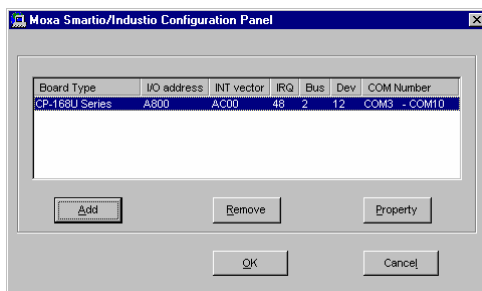 Moxa Smartio/Industio Configuration Panel
Board Type I/O address INT vector IRQ Bus Dev COM Number
CP-168U Series A800 AC00 48 2 12 COM3 - COM10
Add Remove Property
OK Cancel